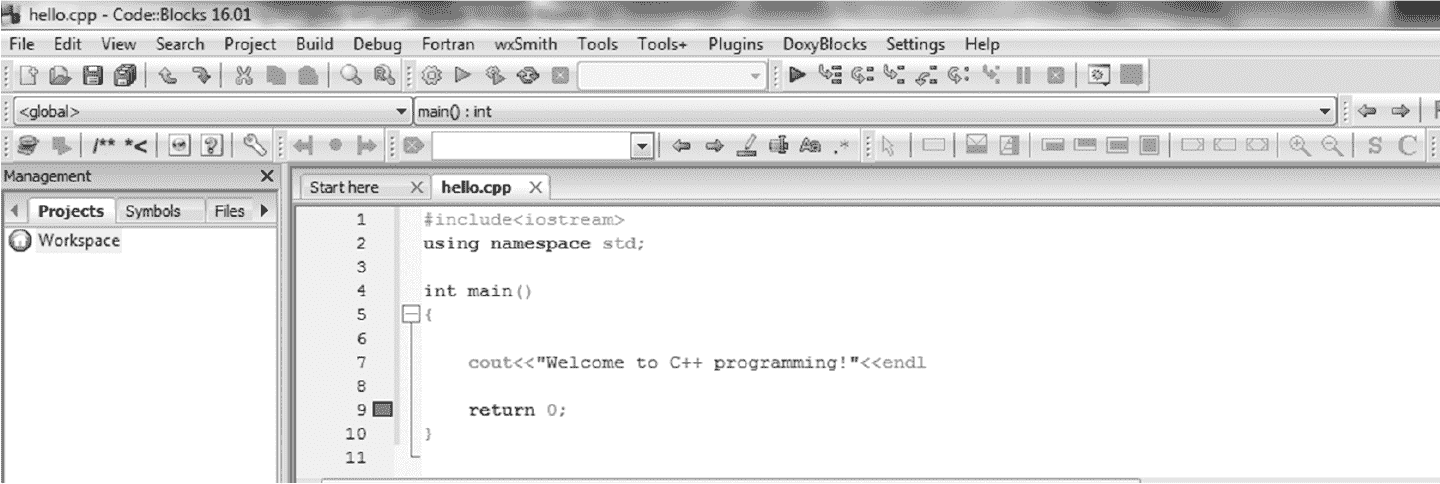 hello.cpp - Code::Blocks 16.01
File Edit View Search Project Build Debug Fortran wxSmith Tools Tools+ Plugins DoxyBlocks Settings Help
<global> main() : int
/** *<
Aa .*
S C
Management
Start here hello.cpp
Projects Symbols Files
Workspace
1 #include<iostream>
2 using namespace std;
3
4 int main()
5 {
6
7 cout<<"Welcome to C++ programming!"<<endl
8
9 return 0;
10 }
11